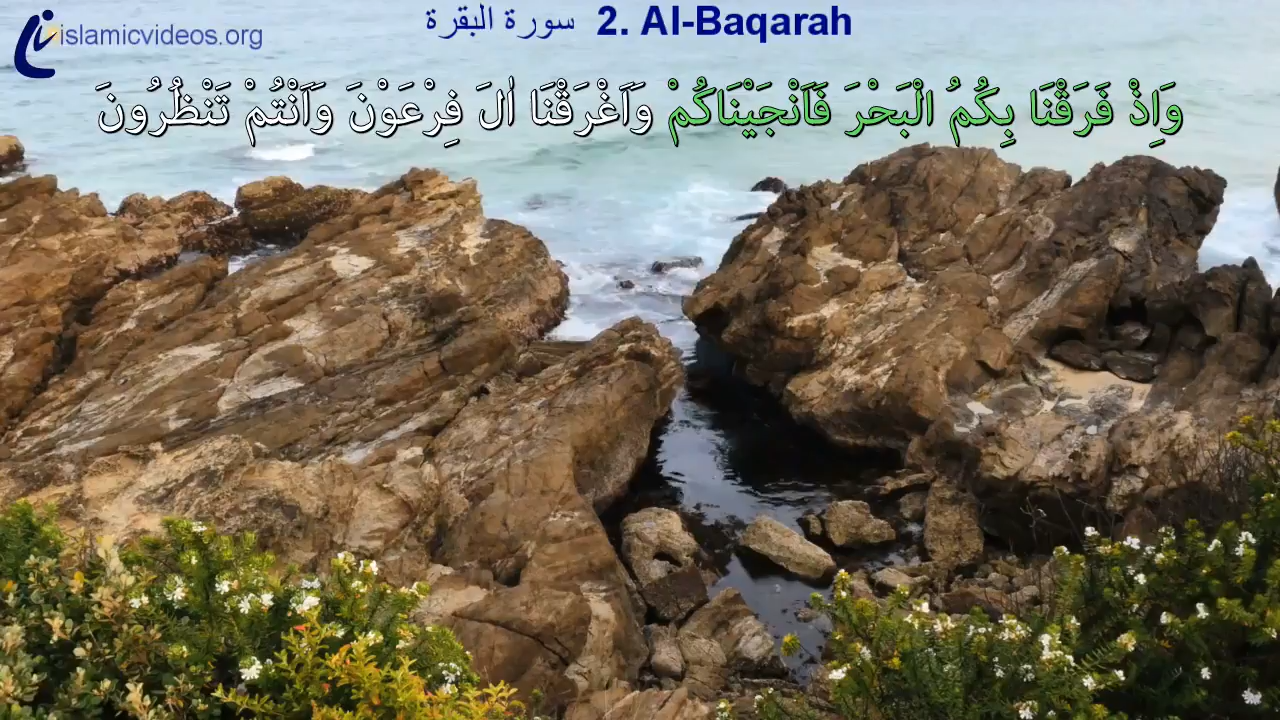 islamicvideos.org
سورة البقرة 2. Al-Baqarah
وَاِذْ فَرَقْنَا بِكُمُ الْبَحْرَ فَاَنْجَيْنَاكُمْ وَاَغْرَقْنَا اٰلَ فِرْعَوْنَ وَاَنْتُمْ تَنْظُرُونَ